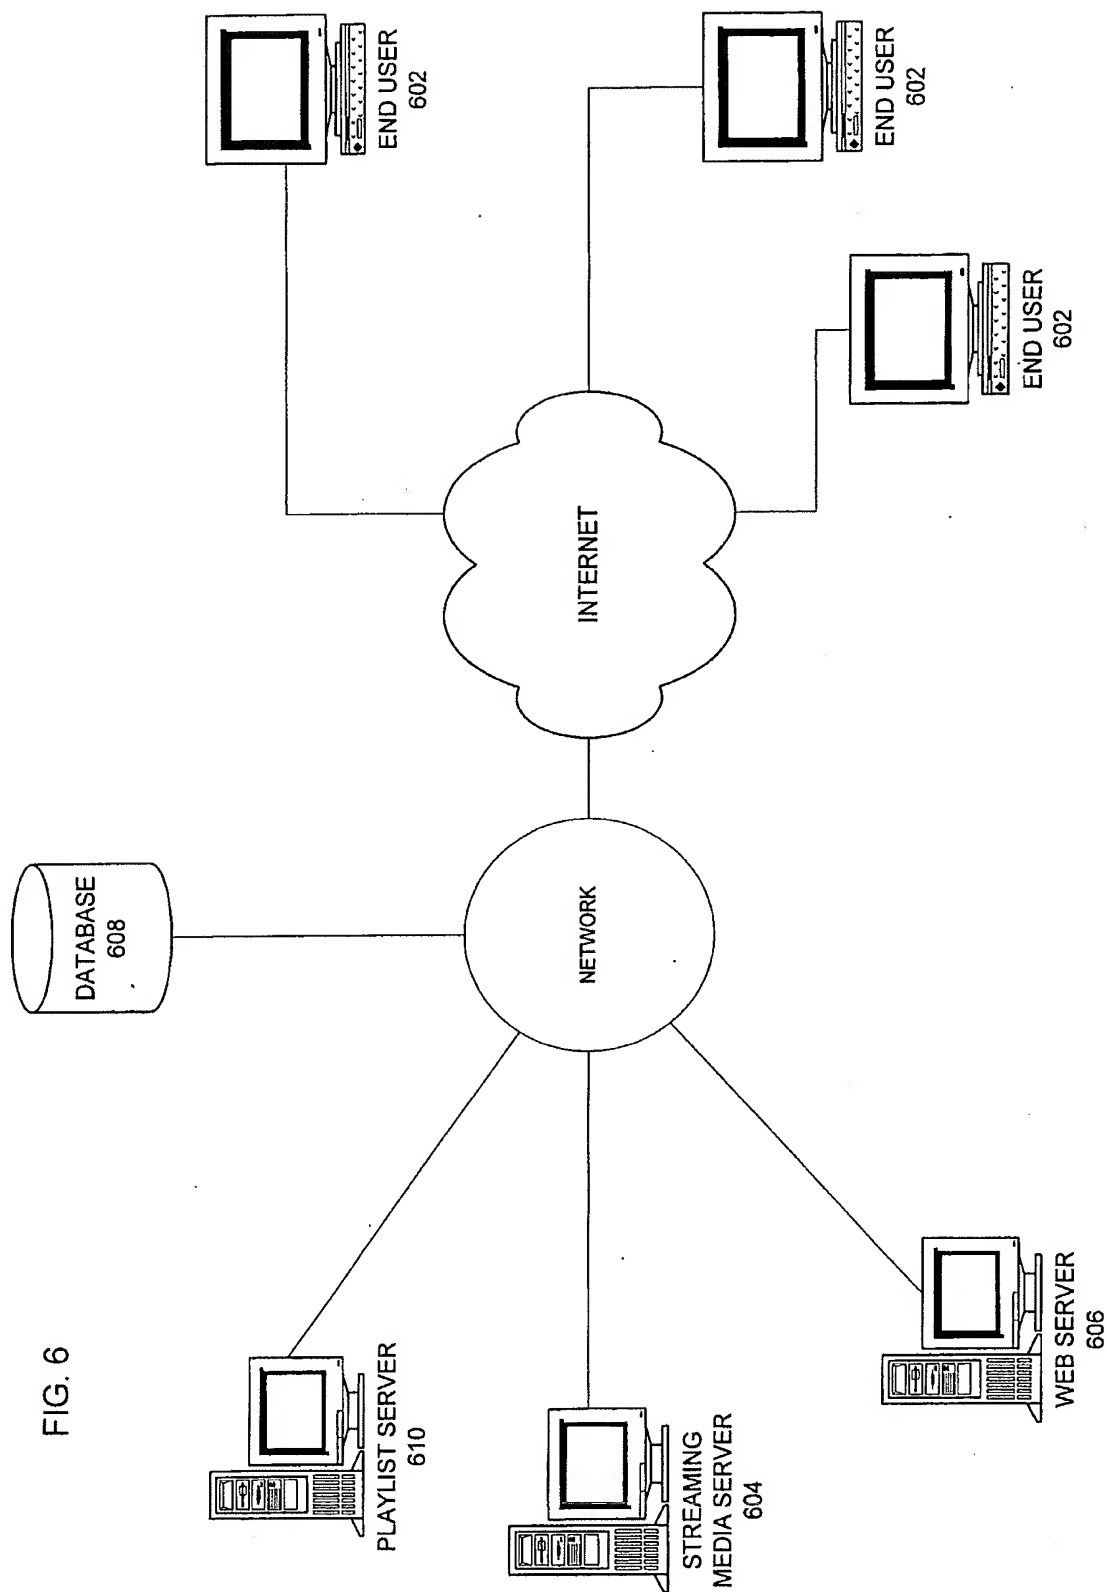 FIG. 6
DATABASE
608
PLAYLIST SERVER
610
STREAMING
MEDIA SERVER
604
WEB SERVER
606
NETWORK
INTERNET
END USER
602
END USER
602
END USER
602